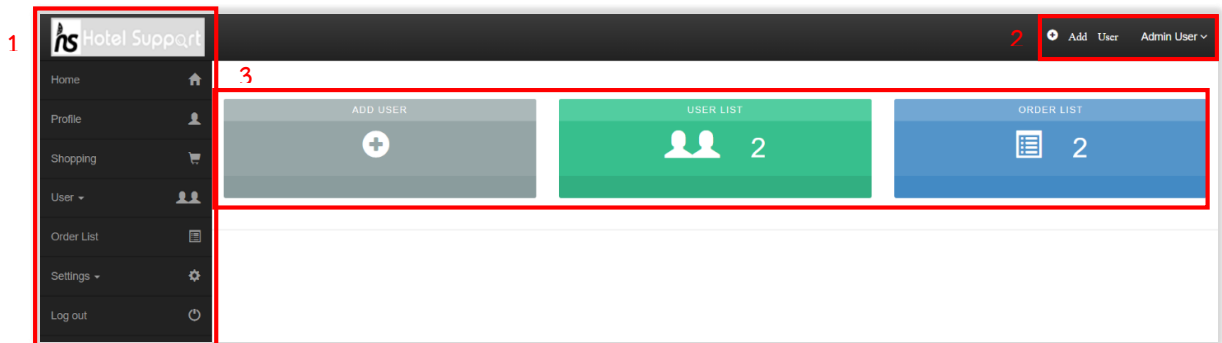 1
hs Hotel Support
2
Add User
Admin User
Home
3
Profile
ADD USER
USER LIST
2
ORDER LIST
2
Shopping
User
Order List
Settings
Log out